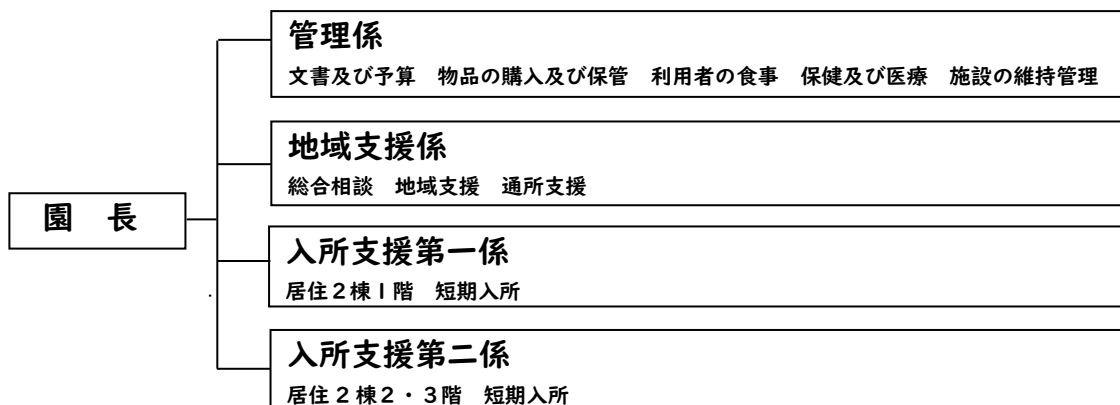 管理係
文書及び予算　物品の購入及び保管　利用者の食事　保健及び医療　施設の維持管理
地域支援係
総合相談　地域支援　通所支援
園　長
入所支援第一係
居住２棟１階　短期入所
入所支援第二係
居住２棟２・３階　短期入所